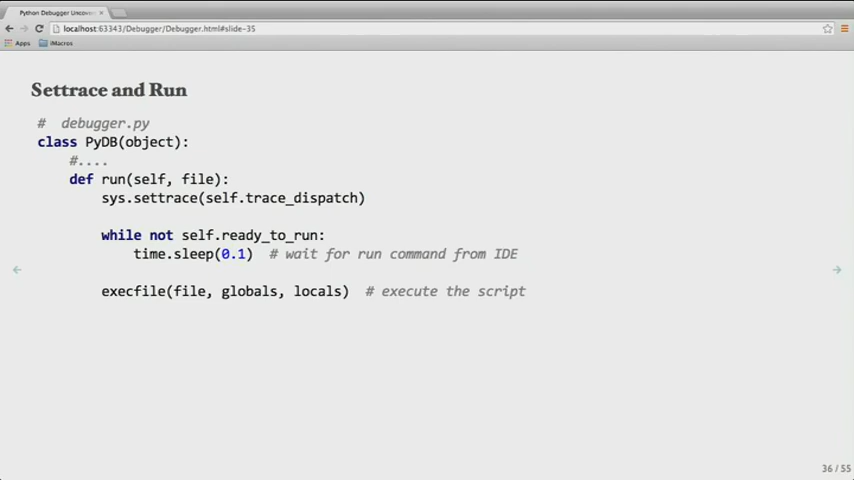 Python Debugger Uncover
localhost:63343/Debugger/Debugger.html#slide-35
Apps iMacros
Settrace and Run
# debugger.py
class PyDB(object):
#....
def run(self, file):
sys.settrace(self.trace_dispatch)
while not self.ready_to_run:
time.sleep(0.1) # wait for run command from IDE
execfile(file, globals, locals) # execute the script
36 / 55